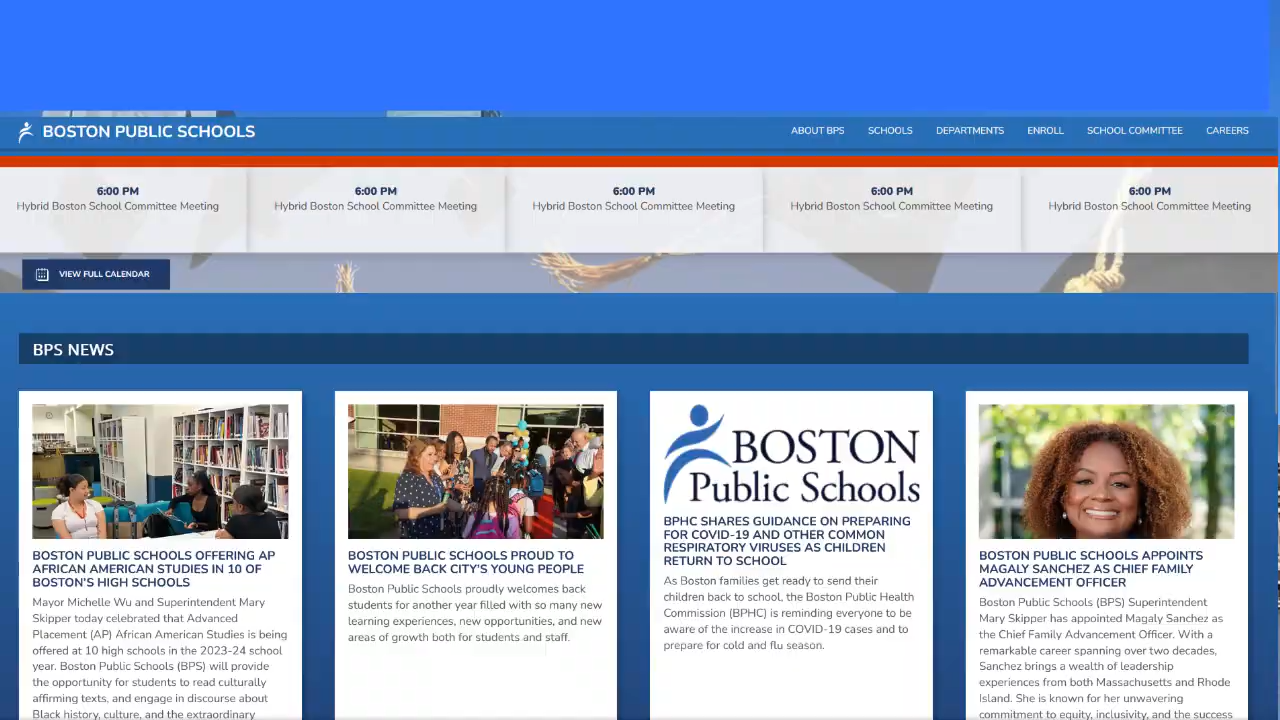 BOSTON PUBLIC SCHOOLS
ABOUT BPS
SCHOOLS
DEPARTMENTS
ENROLL
SCHOOL COMMITTEE
CAREERS
6:00 PM
Hybrid Boston School Committee Meeting
6:00 PM
Hybrid Boston School Committee Meeting
6:00 PM
Hybrid Boston School Committee Meeting
6:00 PM
Hybrid Boston School Committee Meeting
6:00 PM
Hybrid Boston School Committee Meeting
VIEW FULL CALENDAR
BPS NEWS
BOSTON PUBLIC SCHOOLS OFFERING AP
AFRICAN AMERICAN STUDIES IN 10 OF
BOSTON'S HIGH SCHOOLS
Mayor Michelle Wu and Superintendent Mary
Skipper today celebrated that Advanced
Placement (AP) African American Studies is being
offered at 10 high schools in the 2023-24 school
year. Boston Public Schools (BPS) will provide
the opportunity for students to read culturally
affirming texts, and engage in discourse about
Black history, culture, and the extraordinary
BOSTON PUBLIC SCHOOLS PROUD TO
WELCOME BACK CITY'S YOUNG PEOPLE
Boston Public Schools proudly welcomes back
students for another year filled with so many new
learning experiences, new opportunities, and new
areas of growth both for students and staff.
BOSTON
Public Schools
BPHC SHARES GUIDANCE ON PREPARING
FOR COVID-19 AND OTHER COMMON
RESPIRATORY VIRUSES AS CHILDREN
RETURN TO SCHOOL
As Boston families get ready to send their
children back to school, the Boston Public Health
Commission (BPHC) is reminding everyone to be
aware of the increase in COVID-19 cases and to
prepare for cold and flu season.
BOSTON PUBLIC SCHOOLS APPOINTS
MAGALY SANCHEZ AS CHIEF FAMILY
ADVANCEMENT OFFICER
Boston Public Schools (BPS) Superintendent
Mary Skipper has appointed Magaly Sanchez as
the Chief Family Advancement Officer. With a
remarkable career spanning over two decades,
Sanchez brings a wealth of leadership
experiences from both Massachusetts and Rhode
Island. She is known for her unwavering
commitment to equity, inclusivity, and the success